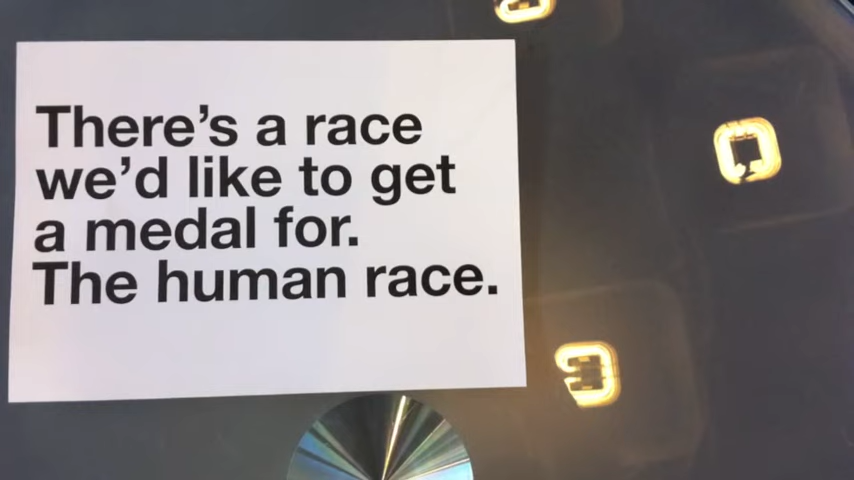 There's a race
we'd like to get
a medal for.
The human race.